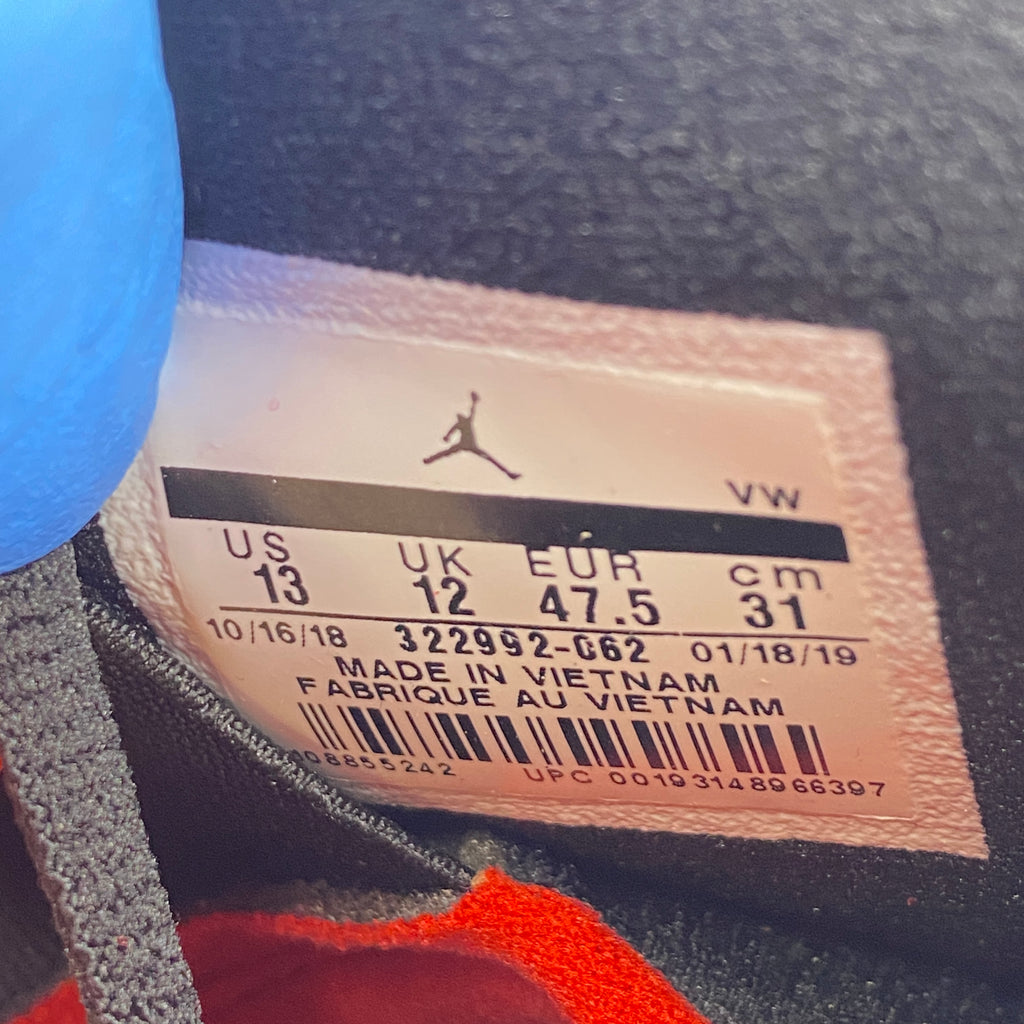 VW
US UK EUR cm
13 12 47.5 31
10/16/18 322992-062 01/18/19
MADE IN VIETNAM
FABRIQUE AU VIETNAM
08855242 UPC 00193148966397